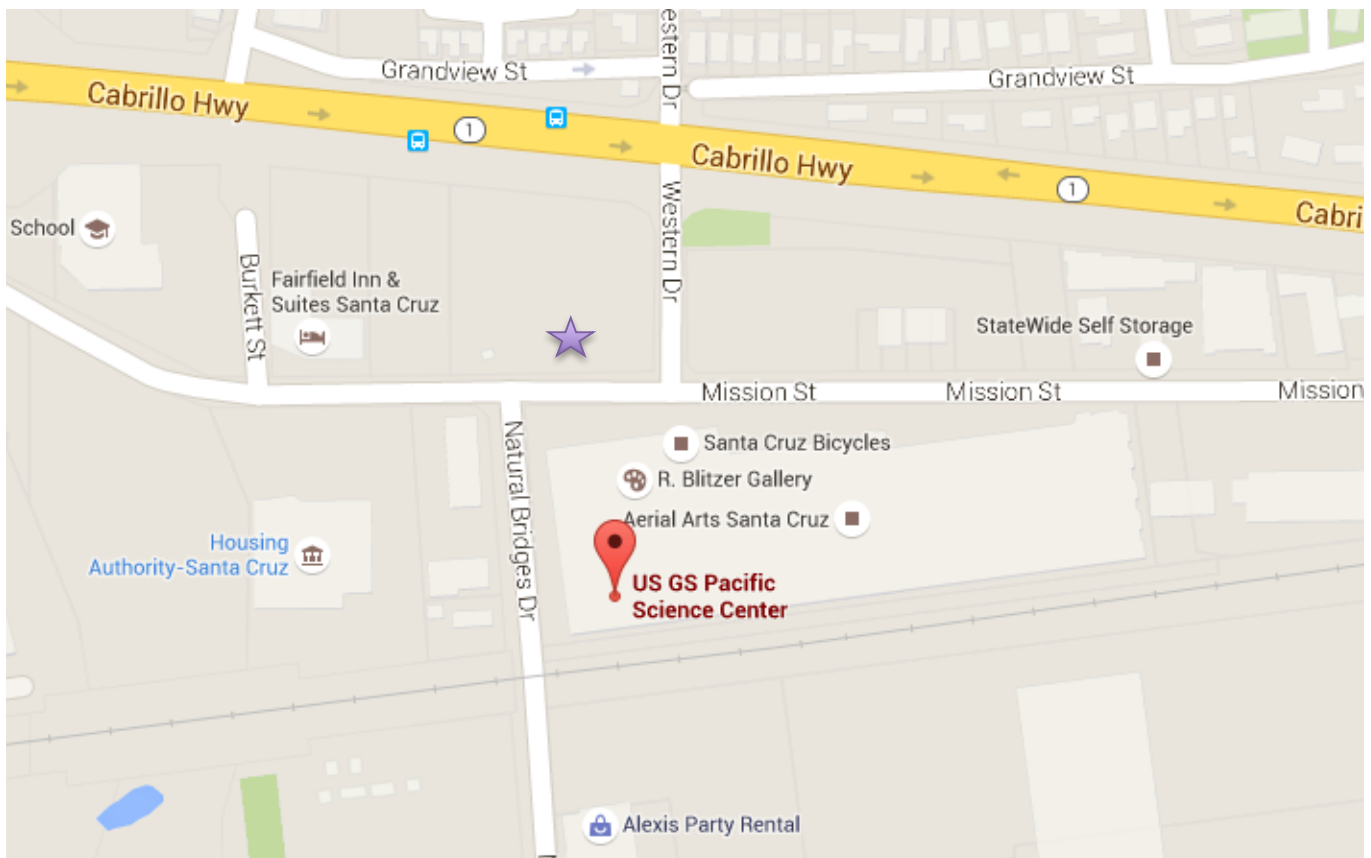 estern Dr
Grandview St
Grandview St
Cabrillo Hwy
1
Cabrillo Hwy
1
Cabri
Western Dr
School
Burkett St
Fairfield Inn &
Suites Santa Cruz
StateWide Self Storage
Mission St
Mission St
Mission
Natural Bridges Dr
Santa Cruz Bicycles
R. Blitzer Gallery
Aerial Arts Santa Cruz
Housing
Authority-Santa Cruz
US GS Pacific
Science Center
Alexis Party Rental